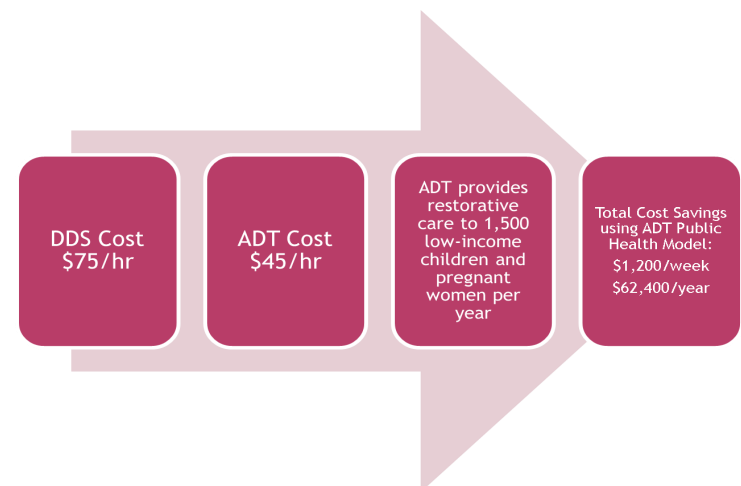 DDS Cost
$75/hr
ADT Cost
$45/hr
ADT provides
restorative
care to 1,500
low-income
children and
pregnant
women per
year
Total Cost Savings
using ADT Public
Health Model:
$1,200/week
$62,400/year